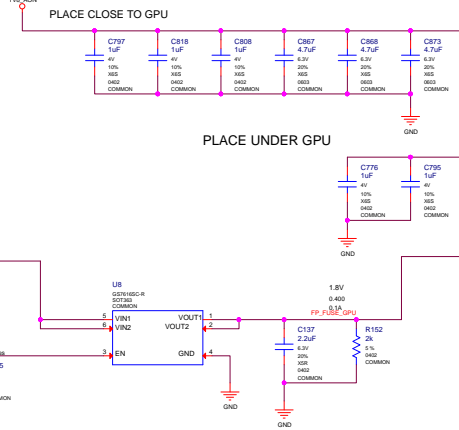 PLACE CLOSE TO GPU
C797
1uF
4V
10%
X6S
0402
COMMON
C818
1uF
4V
10%
X6S
0402
COMMON
C808
1uF
4V
10%
X6S
0402
COMMON
C867
4.7uF
6.3V
20%
X6S
0603
COMMON
C868
4.7uF
6.3V
20%
X6S
0603
COMMON
C873
4.7uF
6.3V
20%
X6S
0603
COMMON
GND
PLACE UNDER GPU
C776
1uF
4V
10%
X6S
0402
COMMON
C795
1uF
4V
10%
X6S
0402
COMMON
GND
U8
GS7616SC-R
SOT363
COMMON
5 VIN1
6 VIN2
3 EN
VOUT1 1
VOUT2 2
GND 4
GND
1.8V
0.400
0.1A
FP_FUSE_GPU
C137
2.2uF
6.3V
20%
X5R
0402
COMMON
GND
R152
2k
5 %
0402
COMMON